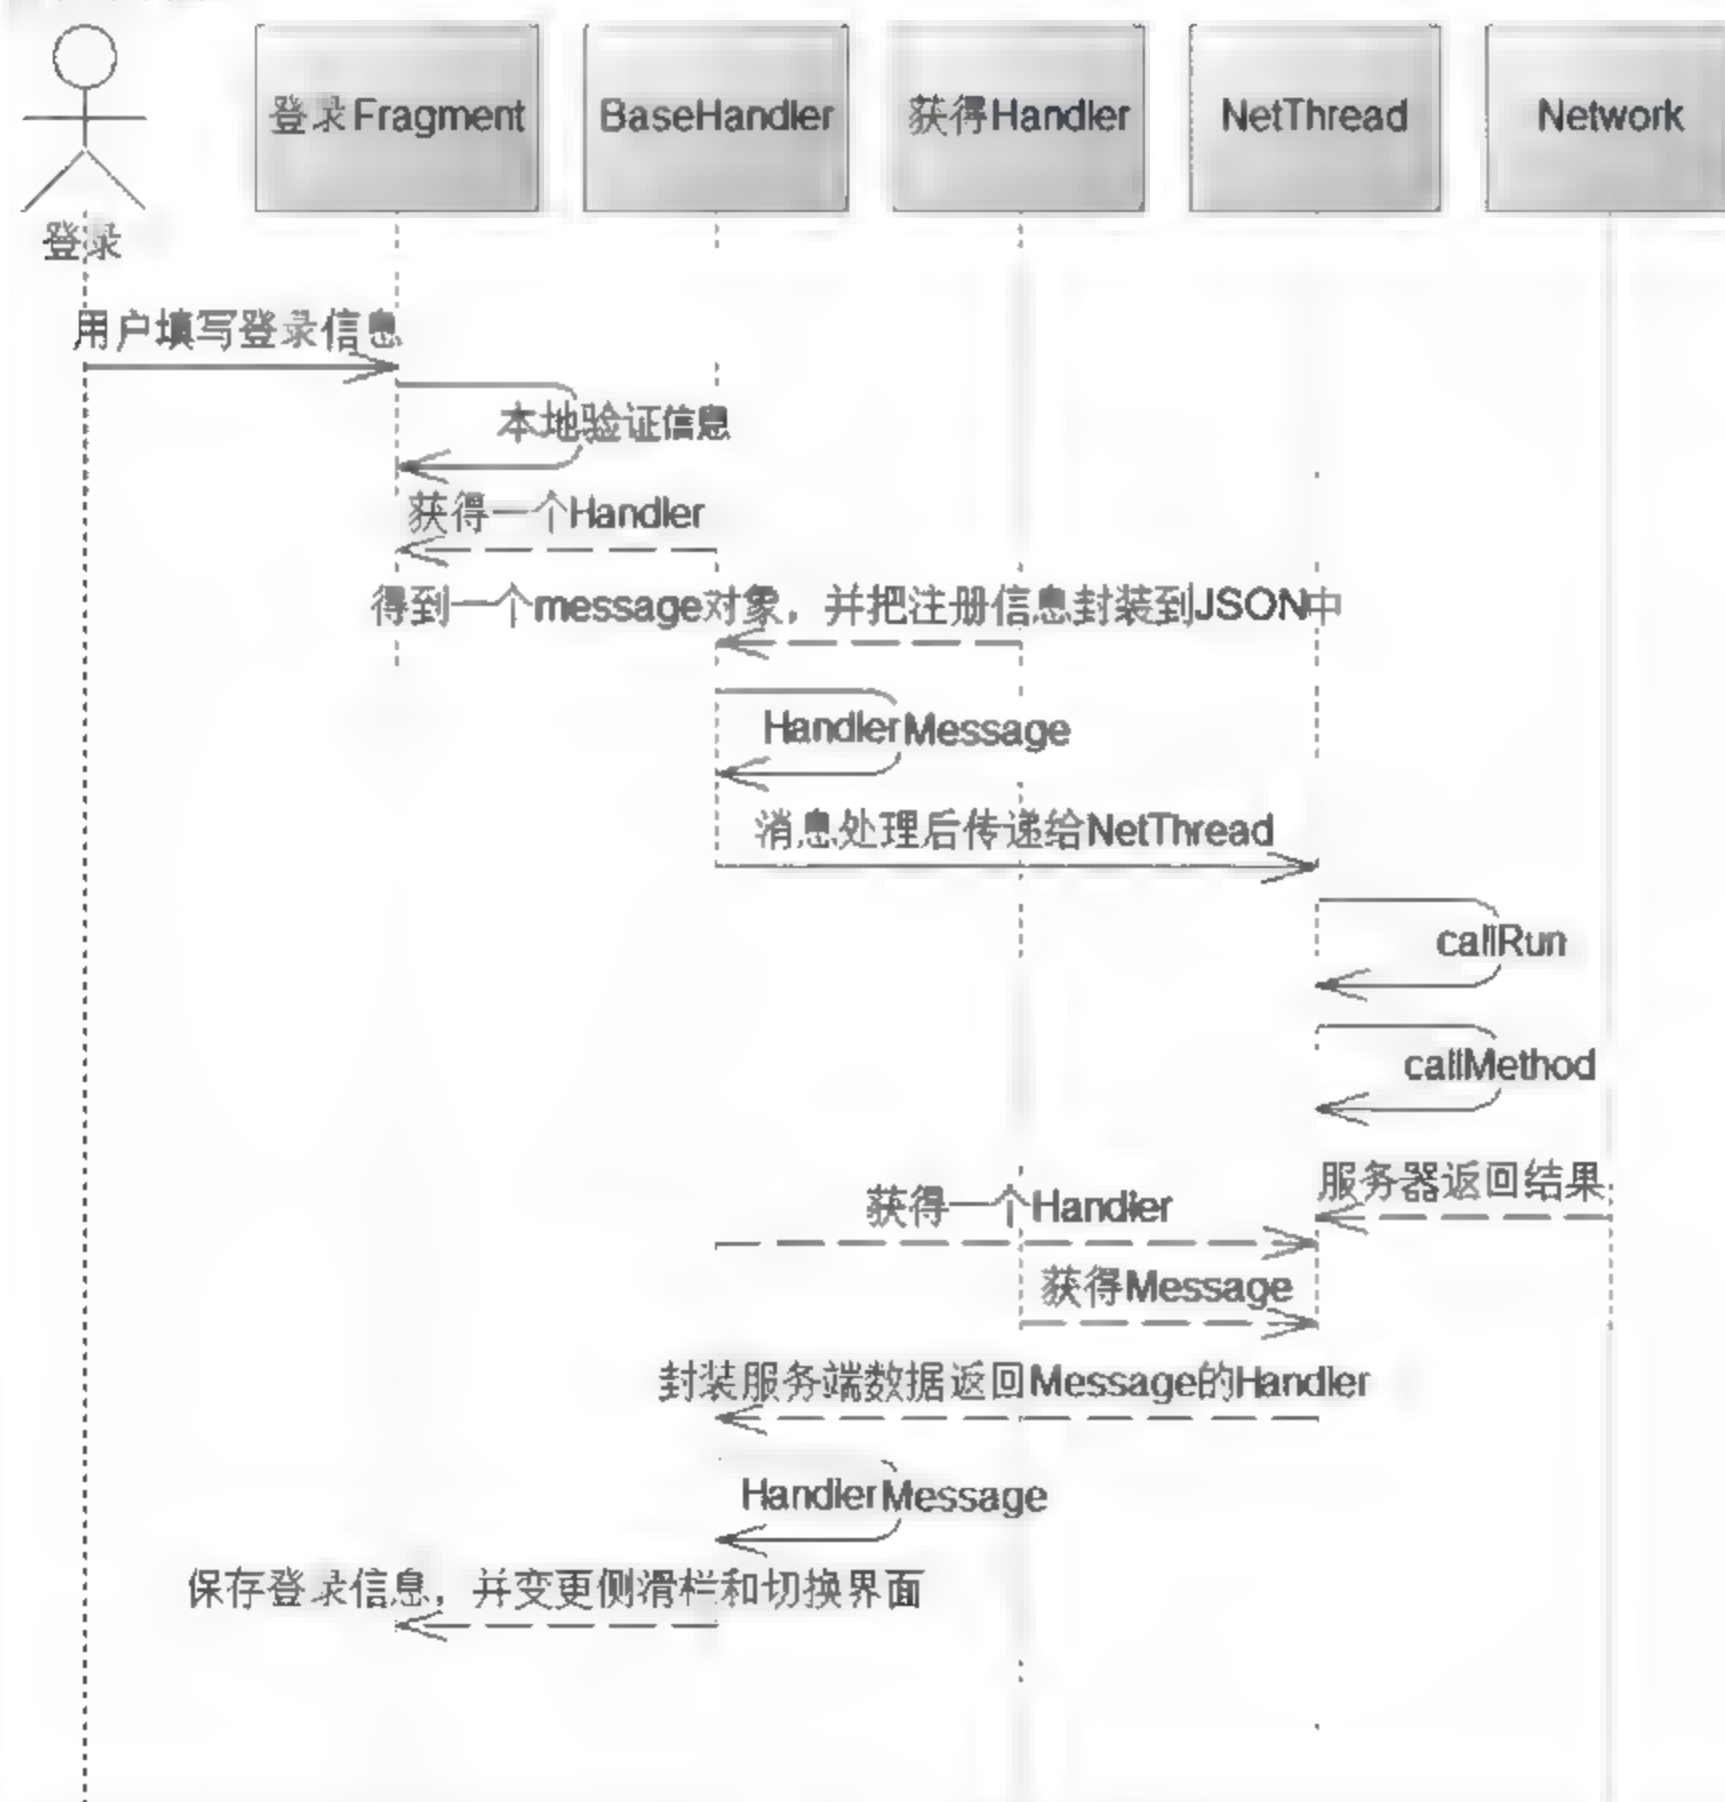 登录Fragment
BaseHandler
获得Handler
NetThread
Network
登录
用户填写登录信息
本地验证信息
获得一个Handler
得到一个message对象，并把注册信息封装到JSON中
HandlerMessage
消息处理后传递给NetThread
callRun
callMethod
服务器返回结果
获得一个Handler
获得Message
封装服务端数据返回Message的Handler
HandlerMessage
保存登录信息，并变更侧滑栏和切换界面